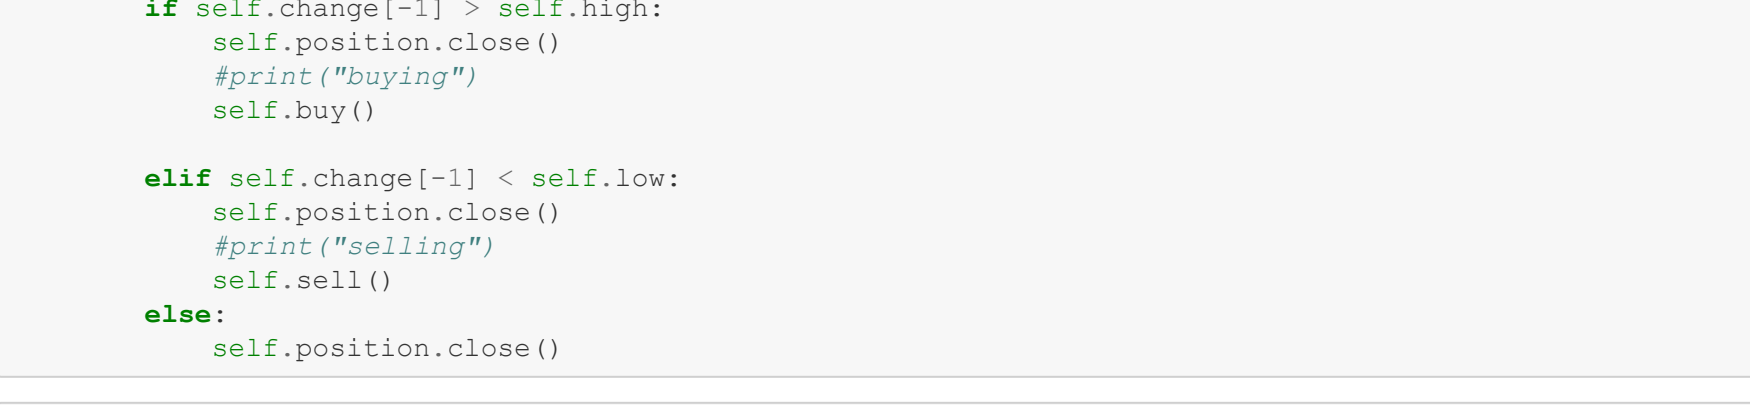 if self.change[-1] > self.high:
self.position.close()
#print("buying")
self.buy()
elif self.change[-1] < self.low:
self.position.close()
#print("selling")
self.sell()
else:
self.position.close()